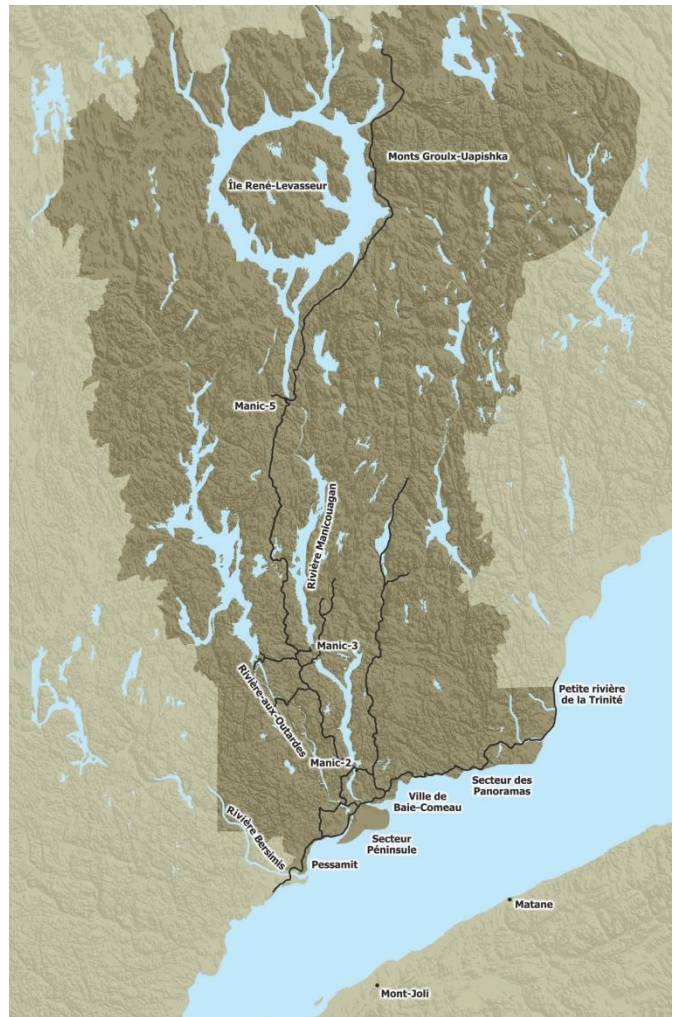 Monts Groulx-Uapishka
Île René-Levasseur
Manic-5
Rivière Manicouagan
Manic-3
Rivière-aux-Outardes
Petite rivière
de la Trinité
Manic-2
Secteur des
Panoramas
Ville de
Baie-Comeau
Rivière Bersimis
Secteur
Péninsule
Pessamit
Matane
Mont-Joli